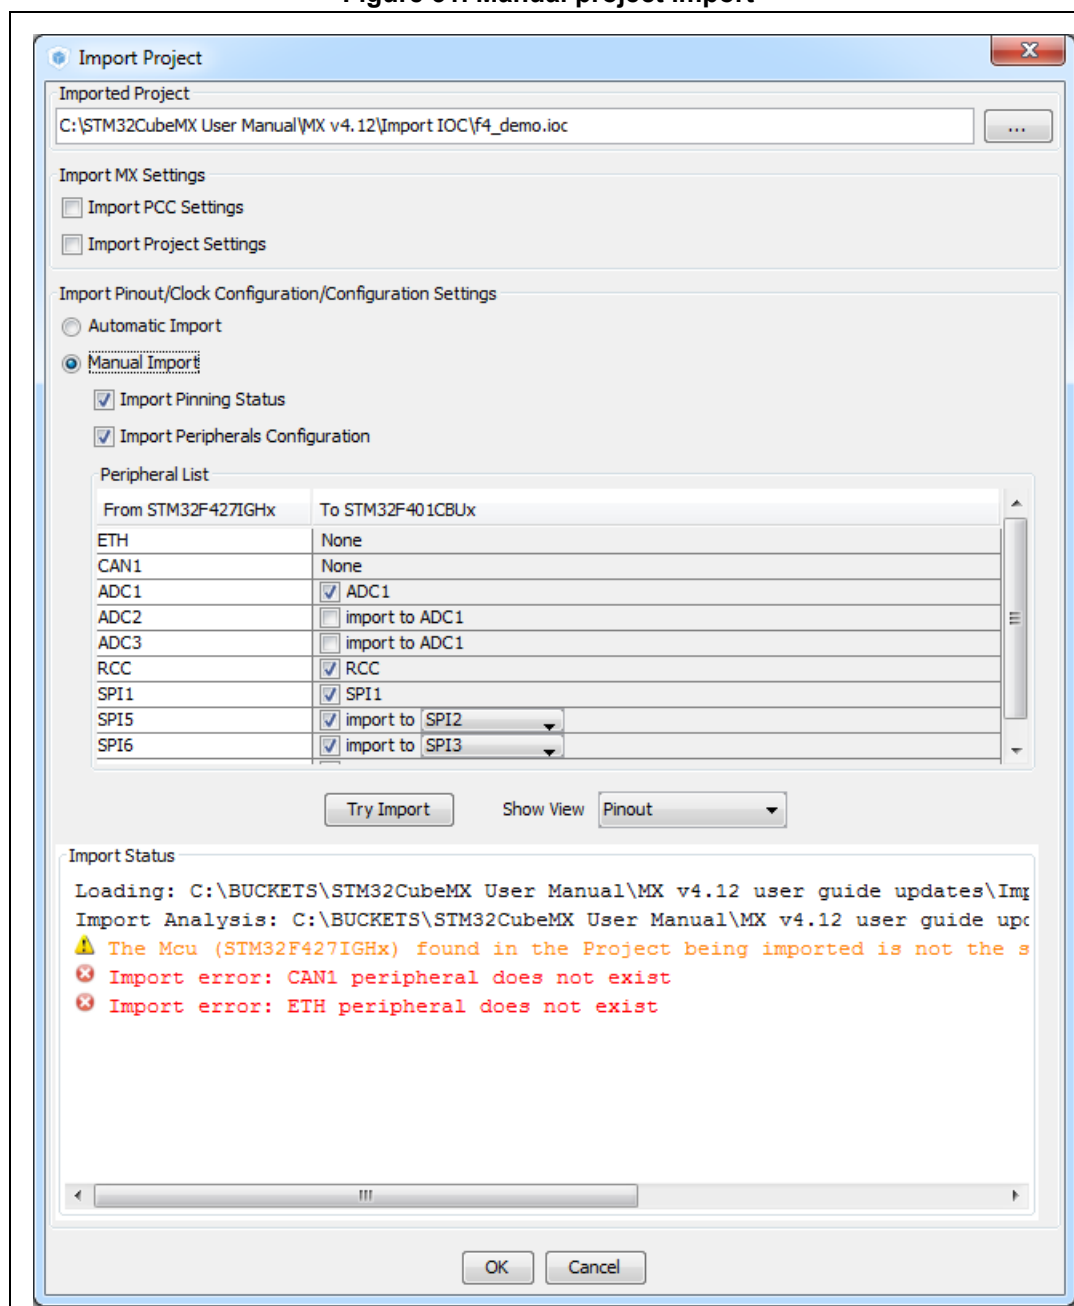 Import Project
Imported Project
C:\STM32CubeMX User Manual\MX v4.12\Import IOC\f4_demo.ioc
...
Import MX Settings
Import PCC Settings
Import Project Settings
Import Pinout/Clock Configuration/Configuration Settings
Automatic Import
Manual Import
Import Pinning Status
Import Peripherals Configuration
Peripheral List
From STM32F427IGHx To STM32F401CBUx
ETH None
CAN1 None
ADC1 ADC1
ADC2 import to ADC1
ADC3 import to ADC1
RCC RCC
SPI1 SPI1
SPI5 import to SPI2
SPI6 import to SPI3
Try Import Show View Pinout
Import Status
Loading: C:\BUCKETS\STM32CubeMX User Manual\MX v4.12 user guide updates\Imp
Import Analysis: C:\BUCKETS\STM32CubeMX User Manual\MX v4.12 user guide upd
The Mcu (STM32F427IGHx) found in the Project being imported is not the s
Import error: CAN1 peripheral does not exist
Import error: ETH peripheral does not exist
OK Cancel